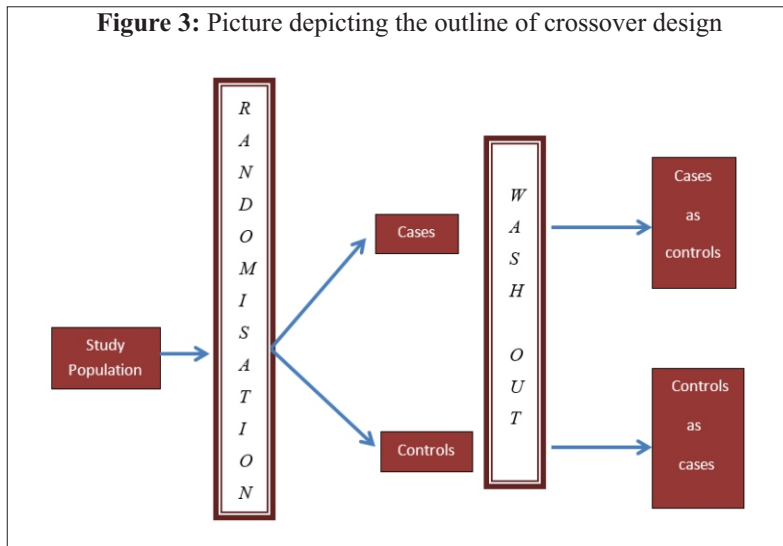 Figure 3: Picture depicting the outline of crossover design
Study
Population
R
A
N
D
O
M
I
S
A
T
I
O
N
Cases
Controls
W
A
S
H
O
U
T
Cases
as
controls
Controls
as
cases